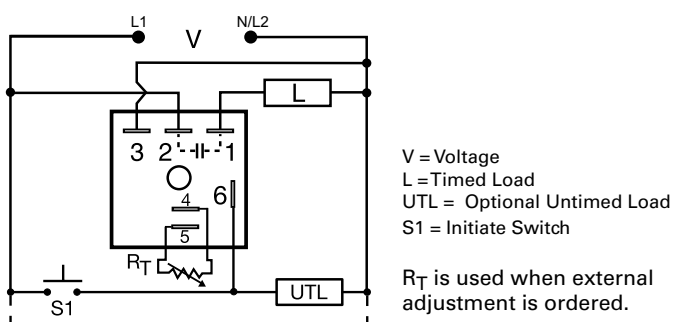 L1 N/L2
V
L
3 2 1
6
4
5
RT
S1
UTL
V = Voltage
L = Timed Load
UTL = Optional Untimed Load
S1 = Initiate Switch
RT is used when external
adjustment is ordered.